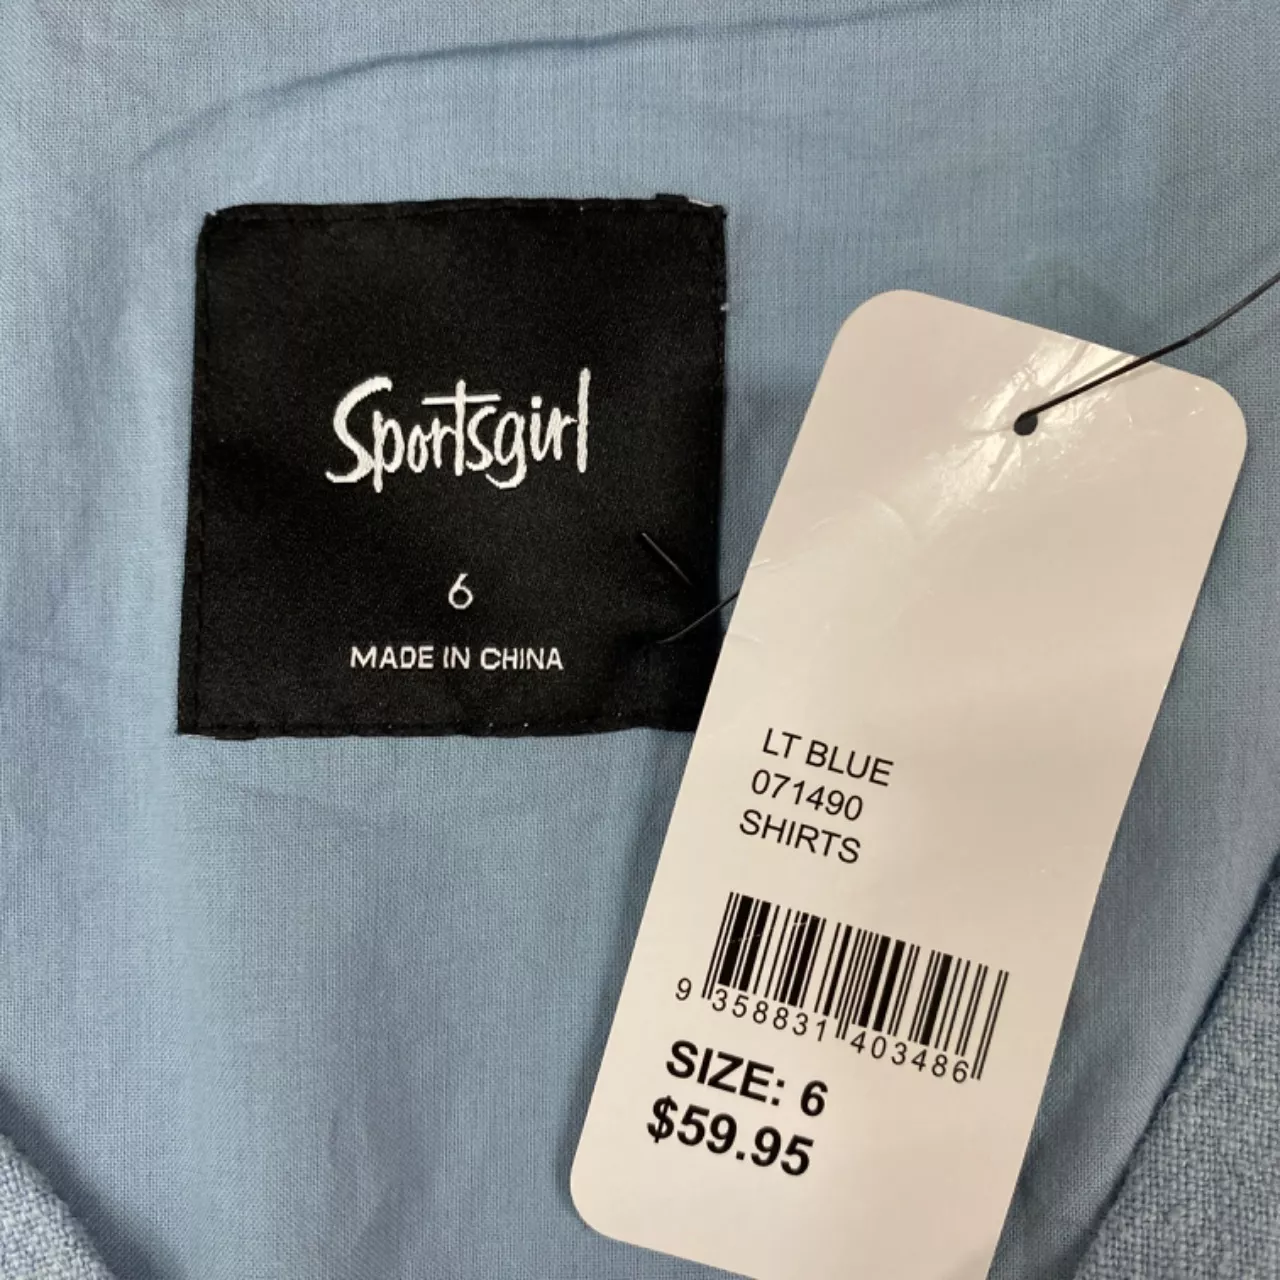 Sportsgirl
6
MADE IN CHINA
LT BLUE
071490
SHIRTS
9 358831 403486
SIZE: 6
$59.95